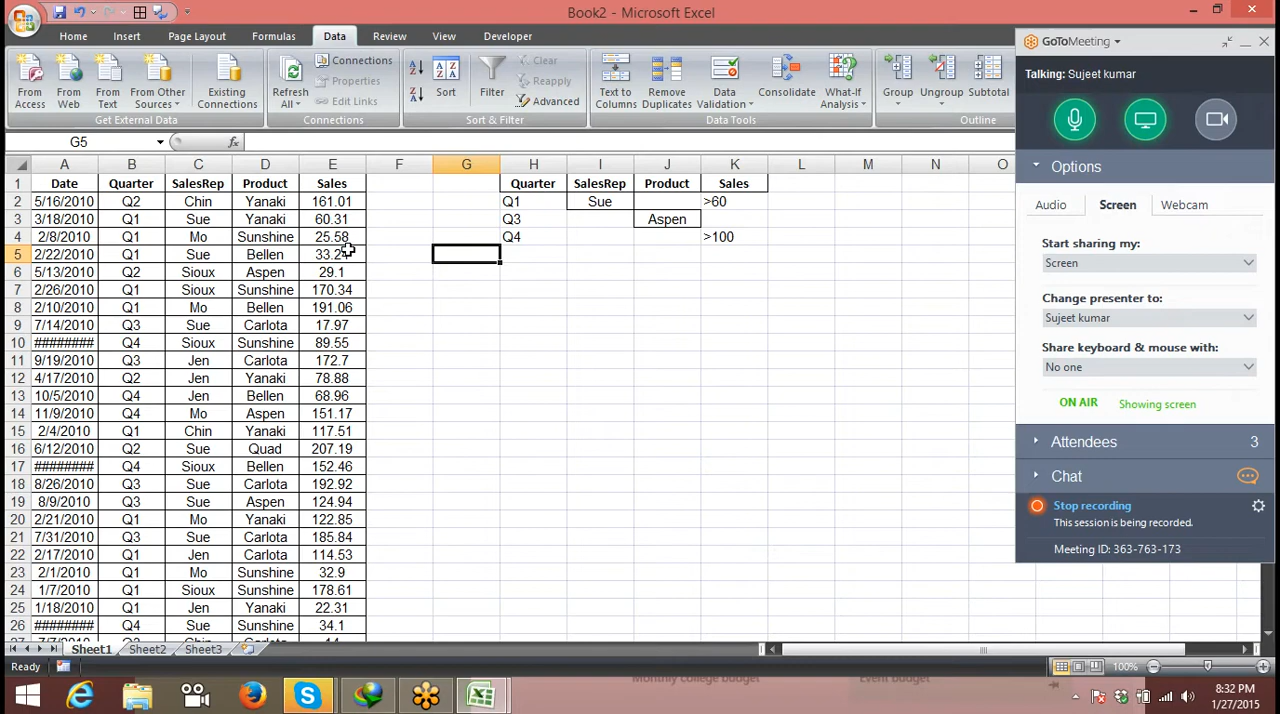 Book2 - Microsoft Excel
Home Insert Page Layout Formulas Data Review View Developer
From Access From Web From Text From Other Sources Existing Connections
Get External Data
Refresh All Connections Properties Edit Links
Connections
Sort Filter Clear Reapply Advanced
Sort & Filter
Text to Columns Remove Duplicates Data Validation Consolidate What-If Analysis
Data Tools
Group Ungroup Subtotal
Outline
G5 fx
A B C D E F G H I J K L M N O
1 Date Quarter SalesRep Product Sales Quarter SalesRep Product Sales
2 5/16/2010 Q2 Chin Yanaki 161.01 Q1 Sue >60
3 3/18/2010 Q1 Sue Yanaki 60.31 Q3 Aspen
4 2/8/2010 Q1 Mo Sunshine 25.58 Q4 >100
5 2/22/2010 Q1 Sue Bellen
6 5/13/2010 Q2 Sioux Aspen 29.1
7 2/26/2010 Q1 Sioux Sunshine 170.34
8 2/10/2010 Q1 Mo Bellen 191.06
9 7/14/2010 Q3 Sue Carlota 17.97
10 ######## Q4 Sioux Sunshine 89.55
11 9/19/2010 Q3 Jen Carlota 172.7
12 4/17/2010 Q2 Jen Yanaki 78.88
13 10/5/2010 Q4 Jen Bellen 68.96
14 11/9/2010 Q4 Mo Aspen 151.17
15 2/4/2010 Q1 Chin Yanaki 117.51
16 6/12/2010 Q2 Sue Quad 207.19
17 ######## Q4 Sioux Bellen 152.46
18 8/26/2010 Q3 Sue Carlota 192.92
19 8/9/2010 Q3 Sue Aspen 124.94
20 2/21/2010 Q1 Mo Yanaki 122.85
21 7/31/2010 Q3 Sue Carlota 185.84
22 2/17/2010 Q1 Jen Carlota 114.53
23 2/1/2010 Q1 Mo Sunshine 32.9
24 1/7/2010 Q1 Sioux Sunshine 178.61
25 1/18/2010 Q1 Jen Yanaki 22.31
26 ######## Q4 Sue Sunshine 34.1
27 7/7/2010 Q3 Chin Carlota 14
Sheet1 Sheet2 Sheet3
Ready 100%
GoToMeeting
Talking: Sujeet kumar
Options
Audio Screen Webcam
Start sharing my:
Screen
Change presenter to:
Sujeet kumar
Share keyboard & mouse with:
No one
ON AIR Showing screen
Attendees 3
Chat
Stop recording
This session is being recorded.
Meeting ID: 363-763-173
Monthly college budget Event budget
8:32 PM
1/27/2015